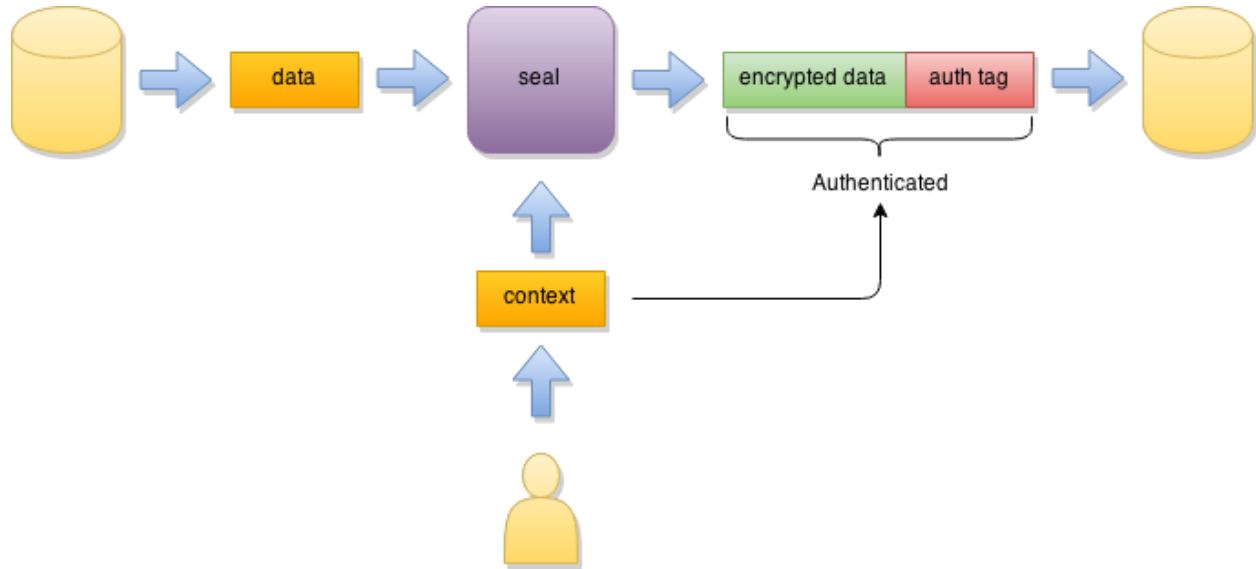 data
seal
encrypted data
auth tag
Authenticated
context